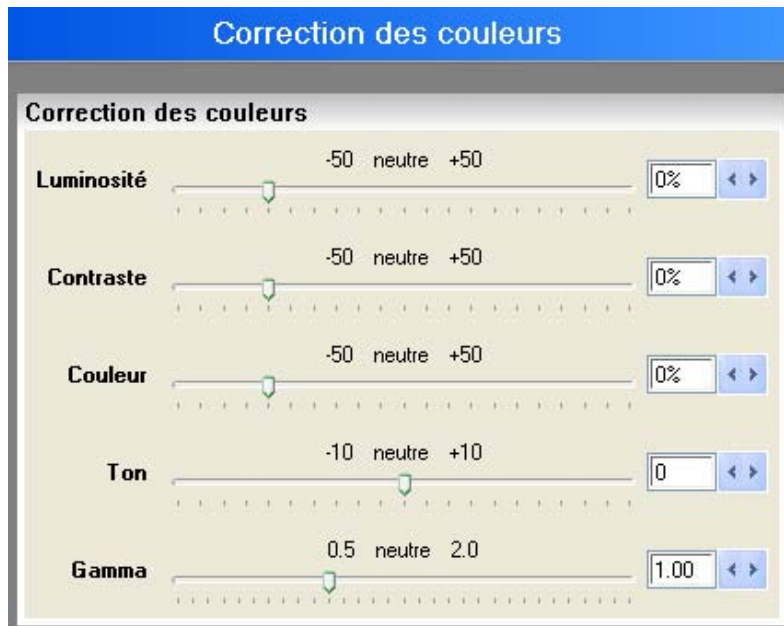 Correction des couleurs
Correction des couleurs
-50 neutre +50
Luminosité 0%
-50 neutre +50
Contraste 0%
-50 neutre +50
Couleur 0%
-10 neutre +10
Ton 0
0.5 neutre 2.0
Gamma 1.00